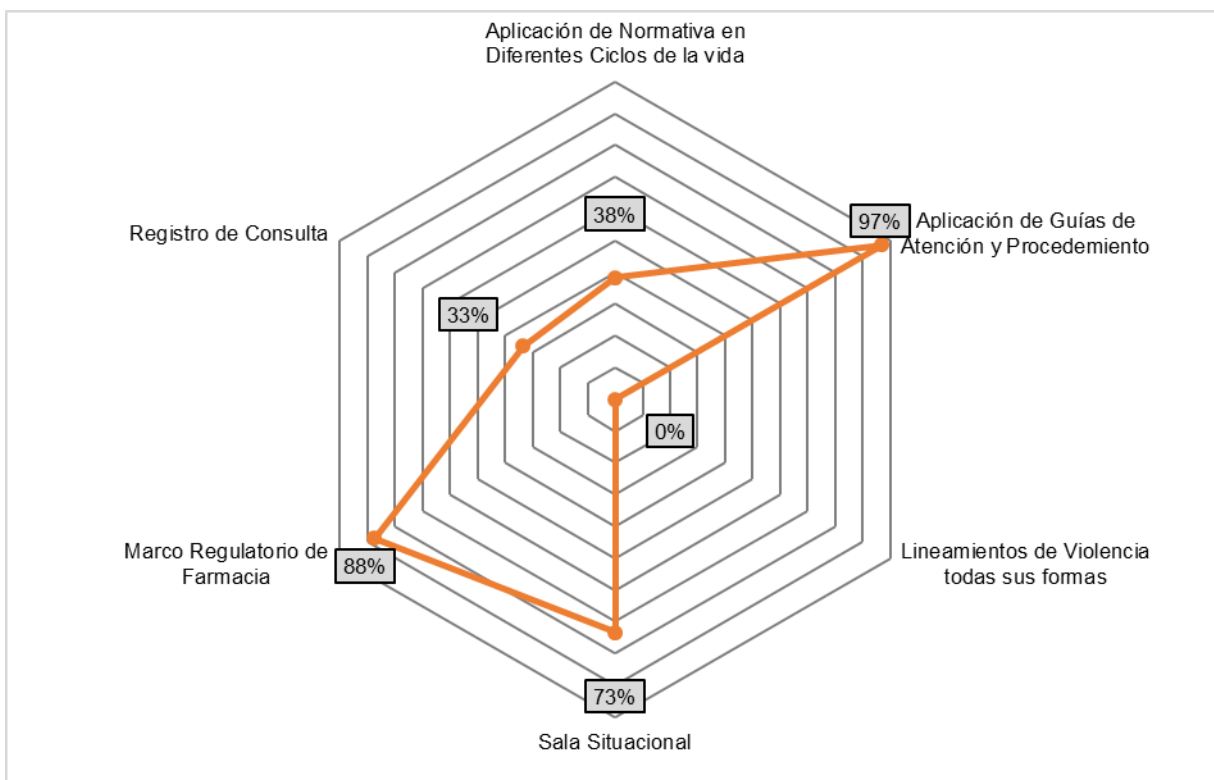 Aplicación de Normativa en
Diferentes Ciclos de la vida
38%
97%
Aplicación de Guías de
Atención y Procedemiento
Registro de Consulta
33%
0%
Marco Regulatorio de
Farmacia
88%
Lineamientos de Violencia
todas sus formas
73%
Sala Situacional